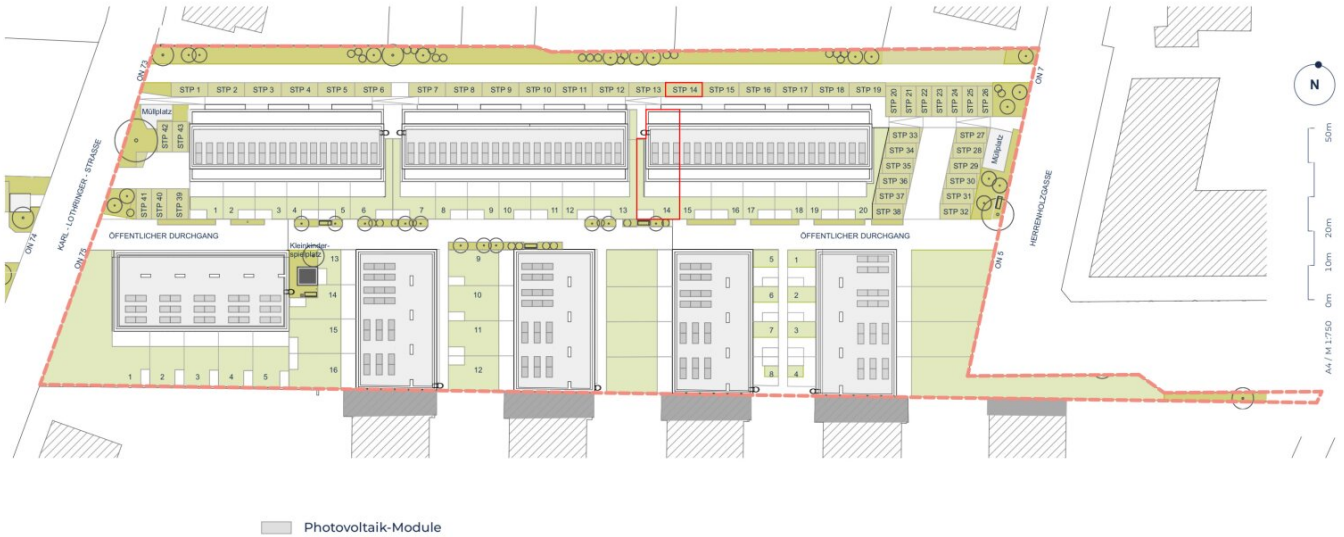 ON 73
STP 1 STP 2 STP 3 STP 4 STP 5 STP 6 STP 7 STP 8 STP 9 STP 10 STP 11 STP 12 STP 13 STP 14 STP 15 STP 16 STP 17 STP 18 STP 19
STP 20
STP 21
STP 22
STP 23
STP 24
STP 25
STP 26
ON 7
N
Müllplatz
STP 42
STP 43
STP 33
STP 34
STP 35
STP 36
STP 37
STP 38
STP 27
STP 28
STP 29
STP 30
STP 31
STP 32
Müllplatz
KARL - LOTHRINGER - STRASSE
HERRENHOLZGASSE
STP 41
STP 40
STP 39
1 2 3 4 5 6 7 8 9 10 11 12 13 14 15 16 17 18 19 20
ON 74
ON 75
ÖFFENTLICHER DURCHGANG
ÖFFENTLICHER DURCHGANG
ON 5
Kleinkinder-
spielplatz
13
14
15
16
9
10
11
12
5 1
6 2
7 3
8 4
1 2 3 4 5
50m
20m
10m
0m
A4 / M 1:750
Photovoltaik-Module